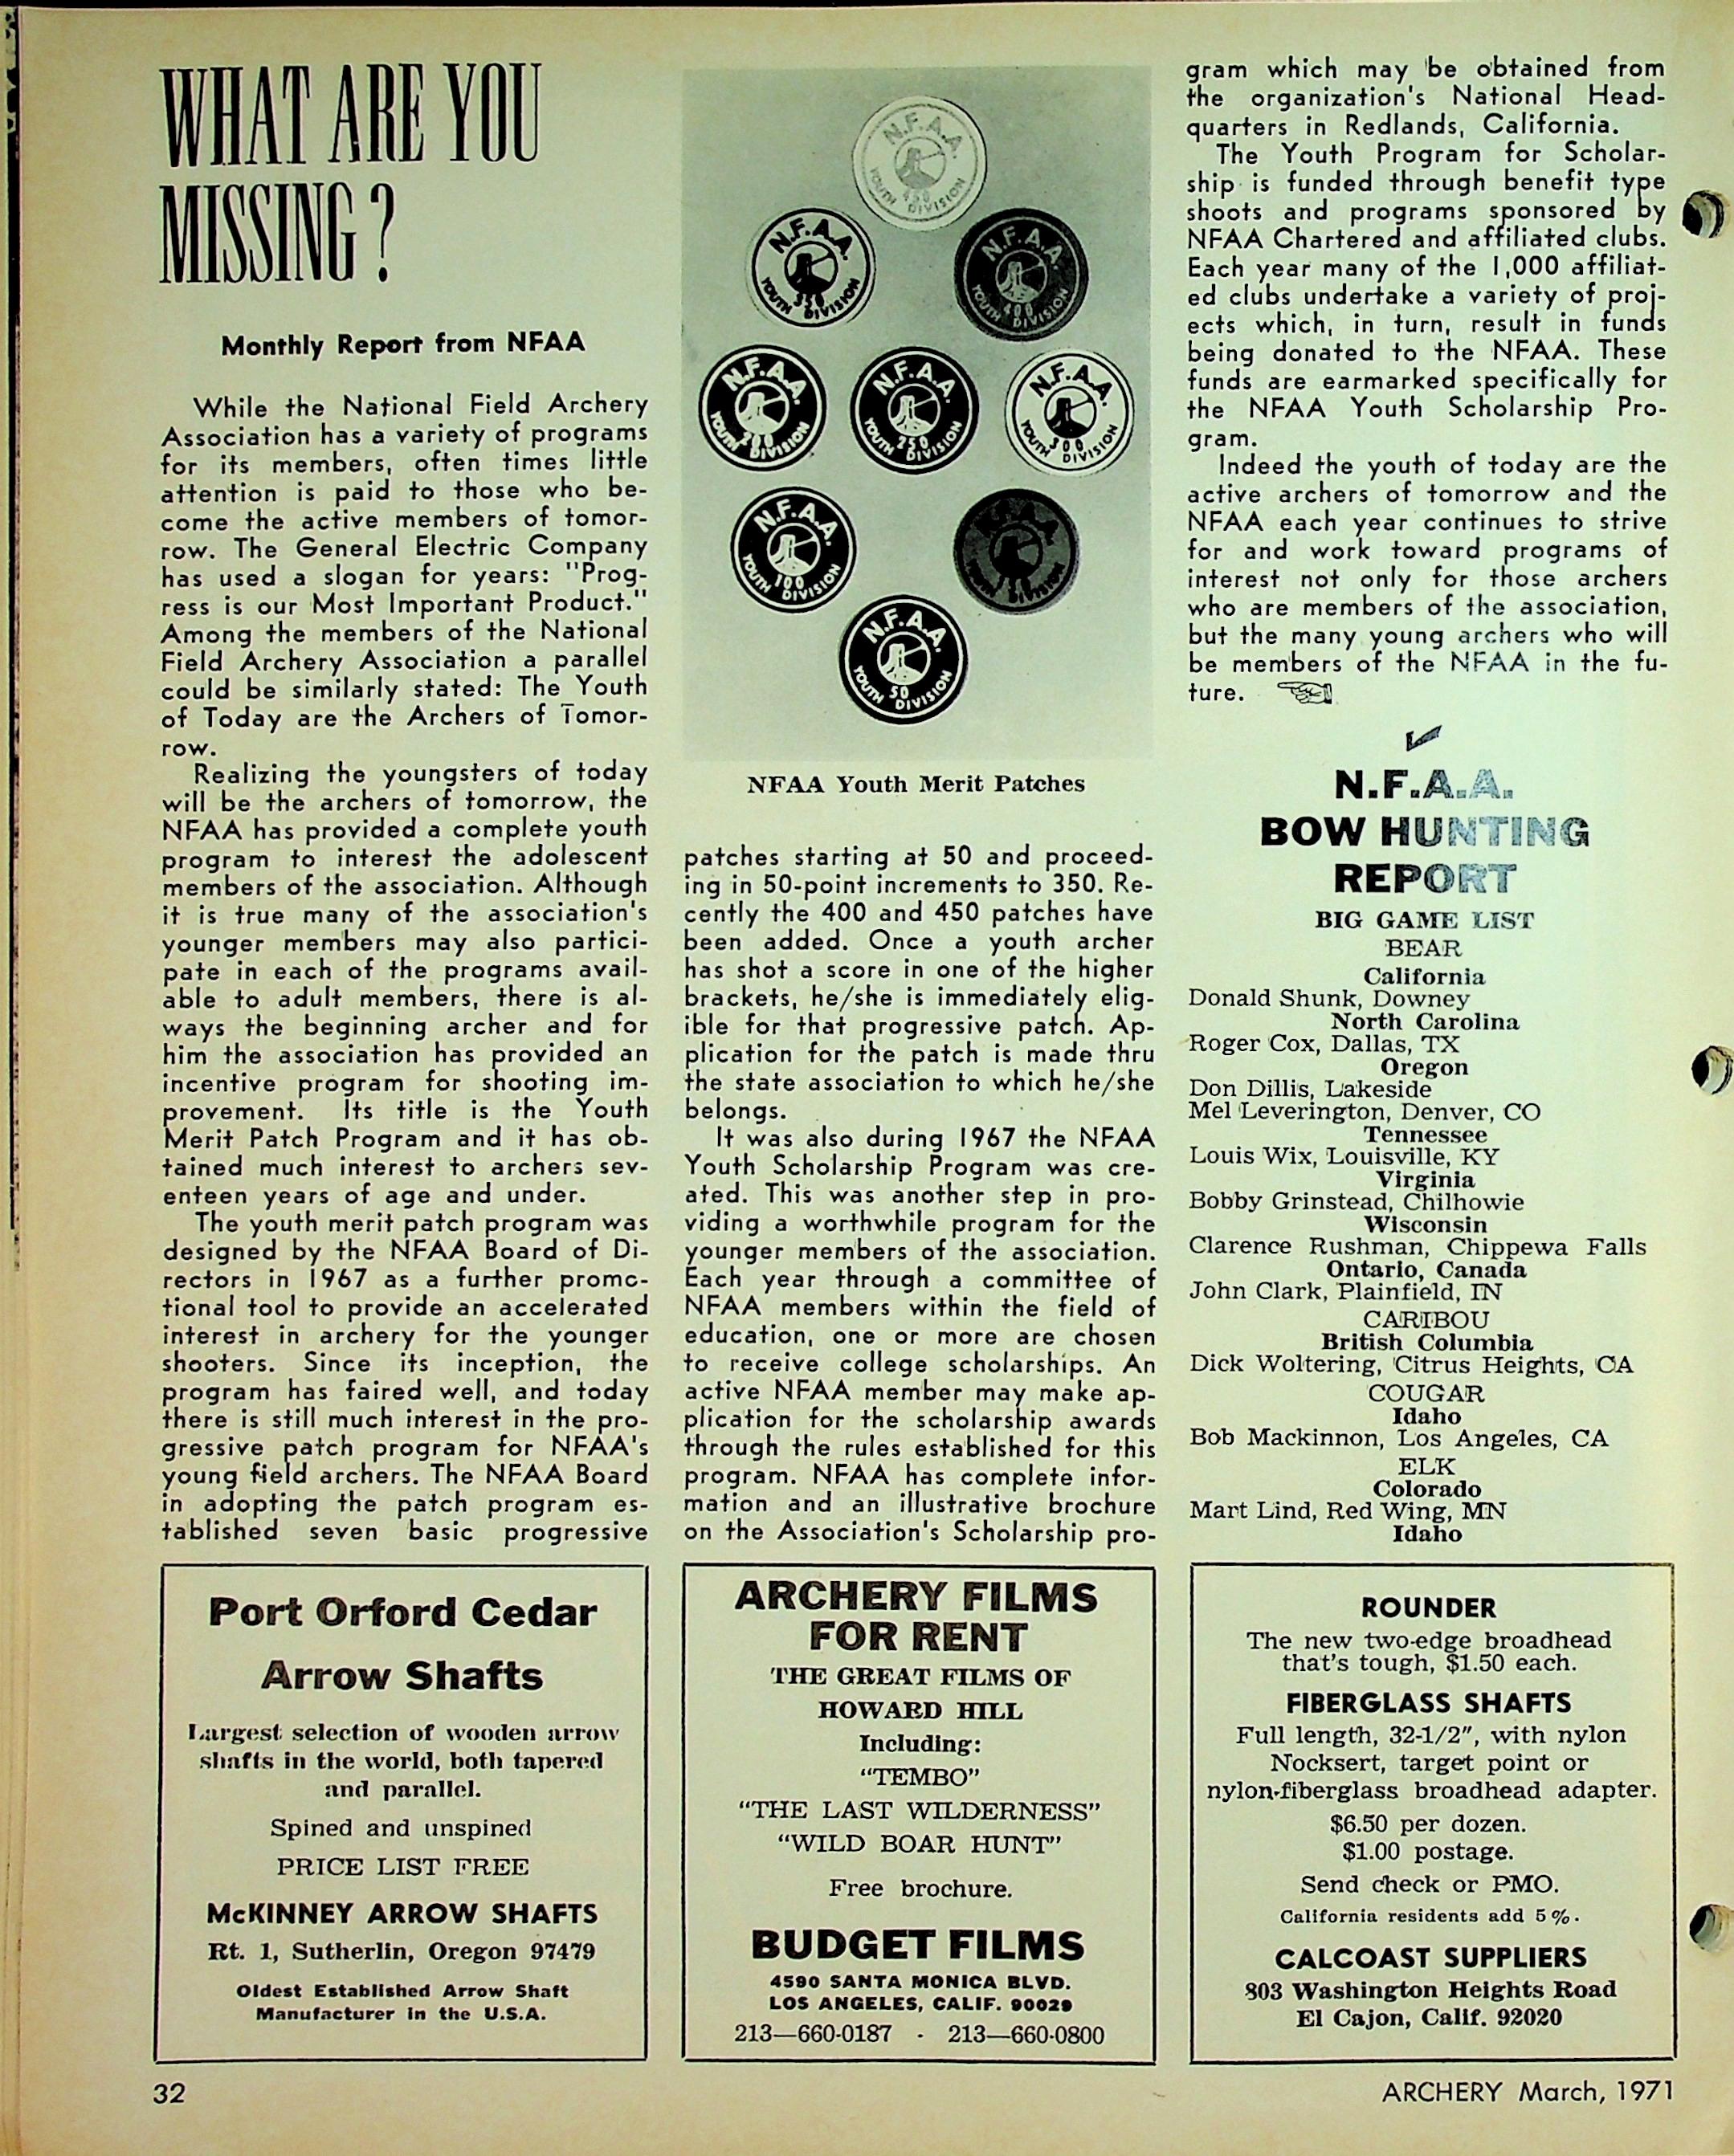 WHAT ARE YOU
MISSING?
Monthly Report from NFAA
While the National Field Archery
Association has a variety of programs
for its members, often times little
attention is paid to those who be-
come the active members of tomor-
row. The General Electric Company
has used a slogan for years: "Prog-
ress is our Most Important Product."
Among the members of the National
Field Archery Association a parallel
could be similarly stated: The Youth
of Today are the Archers of Tomor-
row.
Realizing the youngsters of today
will be the archers of tomorrow, the
NFAA has provided a complete youth
program to interest the adolescent
members of the association. Although
it is true many of the association's
younger members may also partici-
pate in each of the programs avail-
able to adult members, there is al-
ways the beginning archer and for
him the association has provided an
incentive program for shooting im-
provement. Its title is the Youth
Merit Patch Program and it has ob-
tained much interest to archers sev-
enteen years of age and under.
The youth merit patch program was
designed by the NFAA Board of Di-
rectors in 1967 as a further promo-
tional tool to provide an accelerated
interest in archery for the younger
shooters. Since its inception, the
program has faired well, and today
there is still much interest in the pro-
gressive patch program for NFAA's
young field archers. The NFAA Board
in adopting the patch program es-
tablished seven basic progressive
N.F.A.A.
450
YOUTH DIVISION
N.F.A.A.
350
YOUTH DIVISION
N.F.A.A.
400
YOUTH DIVISION
N.F.A.A.
200
YOUTH DIVISION
N.F.A.A.
250
YOUTH DIVISION
N.F.A.A.
300
YOUTH DIVISION
N.F.A.A.
100
YOUTH DIVISION
N.F.A.A.
YOUTH DIVISION
N.F.A.A.
50
YOUTH DIVISION
NFAA Youth Merit Patches
patches starting at 50 and proceed-
ing in 50-point increments to 350. Re-
cently the 400 and 450 patches have
been added. Once a youth archer
has shot a score in one of the higher
brackets, he/she is immediately elig-
ible for that progressive patch. Ap-
plication for the patch is made thru
the state association to which he/she
belongs.
It was also during 1967 the NFAA
Youth Scholarship Program was cre-
ated. This was another step in pro-
viding a worthwhile program for the
younger members of the association.
Each year through a committee of
NFAA members within the field of
education, one or more are chosen
to receive college scholarships. An
active NFAA member may make ap-
plication for the scholarship awards
through the rules established for this
program. NFAA has complete infor-
mation and an illustrative brochure
on the Association's Scholarship pro-
gram which may be obtained from
the organization's National Head-
quarters in Redlands, California.
The Youth Program for Scholar-
ship is funded through benefit type
shoots and programs sponsored by
NFAA Chartered and affiliated clubs.
Each year many of the 1,000 affiliat-
ed clubs undertake a variety of proj-
ects which, in turn, result in funds
being donated to the NFAA. These
funds are earmarked specifically for
the NFAA Youth Scholarship Pro-
gram.
Indeed the youth of today are the
active archers of tomorrow and the
NFAA each year continues to strive
for and work toward programs of
interest not only for those archers
who are members of the association,
but the many young archers who will
be members of the NFAA in the fu-
ture.
N.F.A.A.
BOW HUNTING
REPORT
BIG GAME LIST
BEAR
California
Donald Shunk, Downey
North Carolina
Roger Cox, Dallas, TX
Oregon
Don Dillis, Lakeside
Mel Leverington, Denver, CO
Tennessee
Louis Wix, Louisville, KY
Virginia
Bobby Grinstead, Chilhowie
Wisconsin
Clarence Rushman, Chippewa Falls
Ontario, Canada
John Clark, Plainfield, IN
CARIBOU
British Columbia
Dick Woltering, Citrus Heights, CA
COUGAR
Idaho
Bob Mackinnon, Los Angeles, CA
ELK
Colorado
Mart Lind, Red Wing, MN
Idaho
Port Orford Cedar
Arrow Shafts
Largest selection of wooden arrow
shafts in the world, both tapered
and parallel.
Spined and unspined
PRICE LIST FREE
McKINNEY ARROW SHAFTS
Rt. 1, Sutherlin, Oregon 97479
Oldest Established Arrow Shaft
Manufacturer in the U.S.A.
ARCHERY FILMS
FOR RENT
THE GREAT FILMS OF
HOWARD HILL
Including:
"TEMBO"
"THE LAST WILDERNESS"
"WILD BOAR HUNT"
Free brochure.
BUDGET FILMS
4590 SANTA MONICA BLVD.
LOS ANGELES, CALIF. 90029
213—660-0187 - 213—660-0800
ROUNDER
The new two-edge broadhead
that's tough, $1.50 each.
FIBERGLASS SHAFTS
Full length, 32-1/2", with nylon
Nocksert, target point or
nylon-fiberglass broadhead adapter.
$6.50 per dozen.
$1.00 postage.
Send check or PMO.
California residents add 5%.
CALCOAST SUPPLIERS
803 Washington Heights Road
El Cajon, Calif. 92020
32
ARCHERY March, 1971